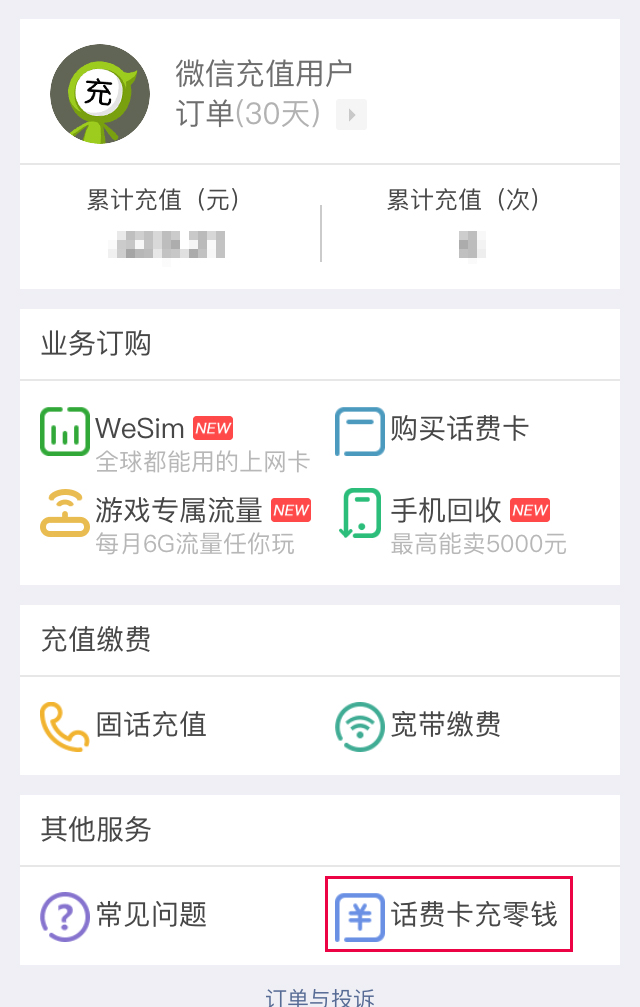 充
微信充值用户
订单(30天)
累计充值（元）
累计充值（次）
业务订购
WeSim NEW
全球都能用的上网卡
购买话费卡
游戏专属流量 NEW
每月6G流量任你玩
手机回收 NEW
最高能卖5000元
充值缴费
固话充值
宽带缴费
其他服务
? 常见问题
¥ 话费卡充零钱
订单与投诉